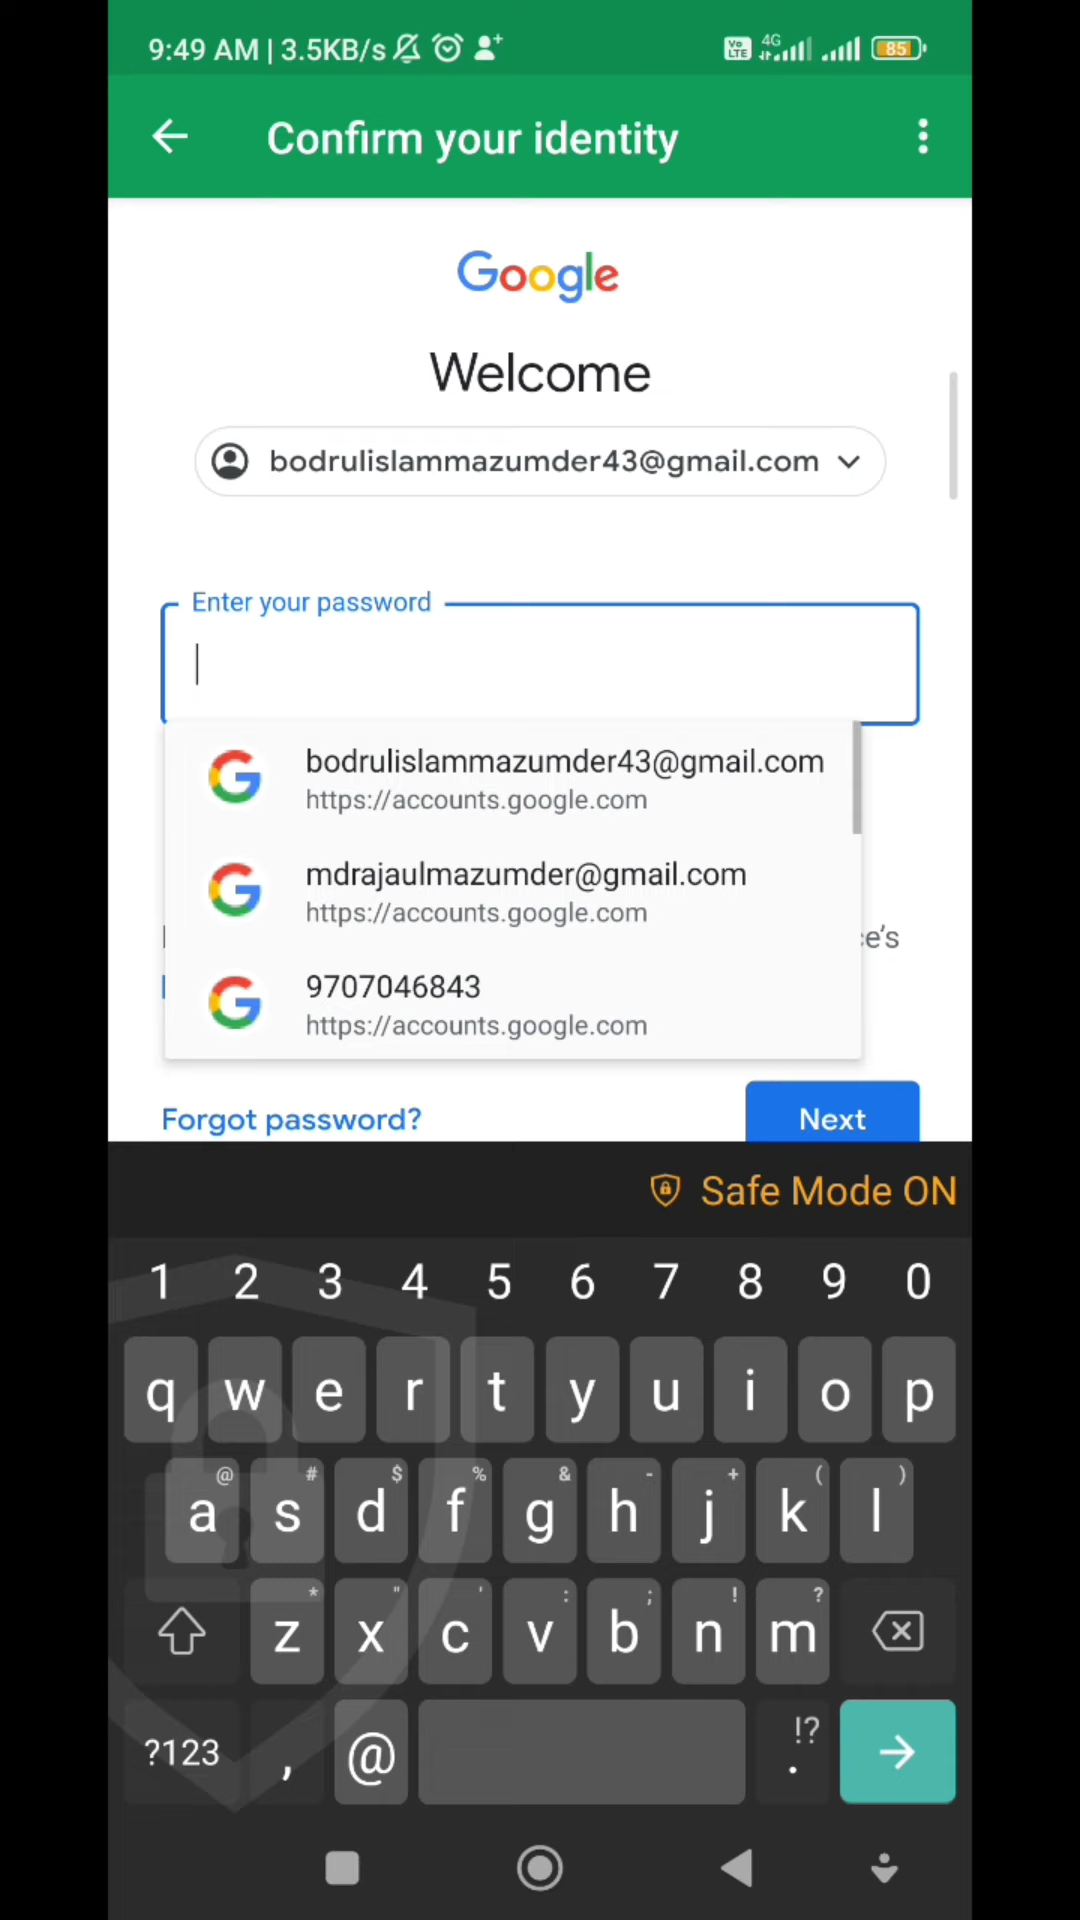 9:49 AM | 3.5KB/s Vo LTE 4G 85
Confirm your identity
Google
Welcome
bodrulislammazumder43@gmail.com
Enter your password
bodrulislammazumder43@gmail.com
https://accounts.google.com
mdrajaulmazumder@gmail.com
https://accounts.google.com
e's
9707046843
https://accounts.google.com
Forgot password? Next
Safe Mode ON
1 2 3 4 5 6 7 8 9 0
q w e r t y u i o p
@ # $ % & - + ( )
a s d f g h j k l
* " ' : ; ! ?
z x c v b n m
!?
?123 , @ .